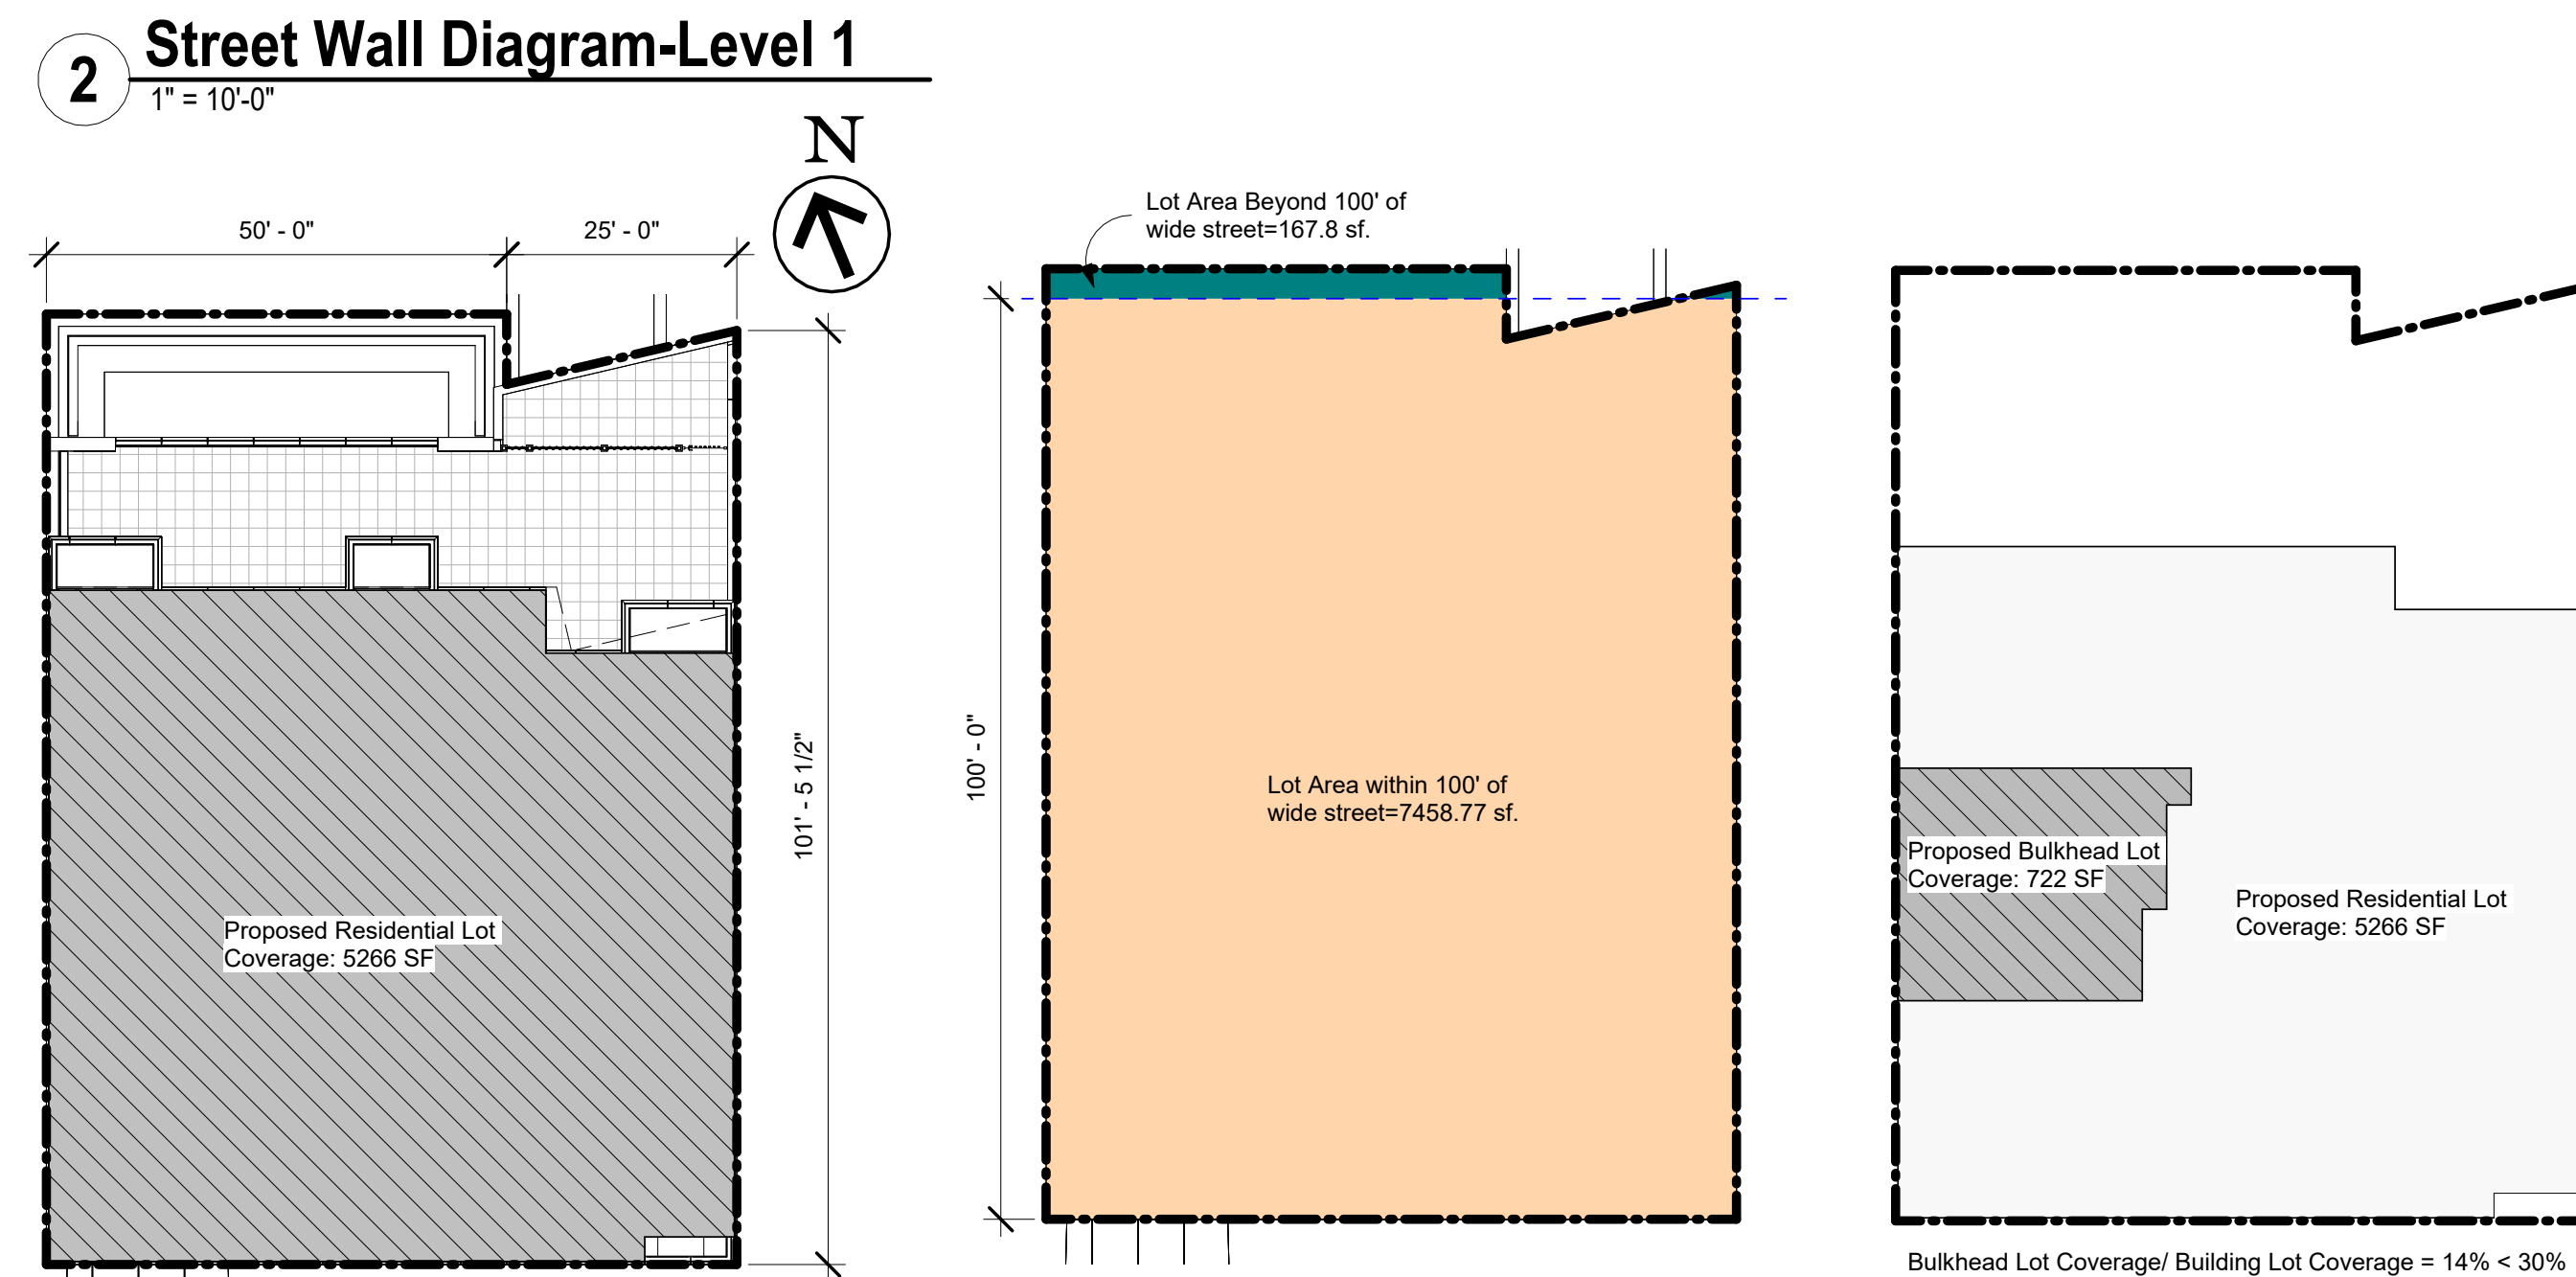 2
Street Wall Diagram-Level 1
1" = 10'-0"
N
50' - 0"
25' - 0"
101' - 5 1/2"
Proposed Residential Lot
Coverage: 5266 SF
Lot Area Beyond 100' of
wide street=167.8 sf.
100' - 0"
Lot Area within 100' of
wide street=7458.77 sf.
Proposed Bulkhead Lot
Coverage: 722 SF
Proposed Residential Lot
Coverage: 5266 SF
Bulkhead Lot Coverage/ Building Lot Coverage = 14% < 30%